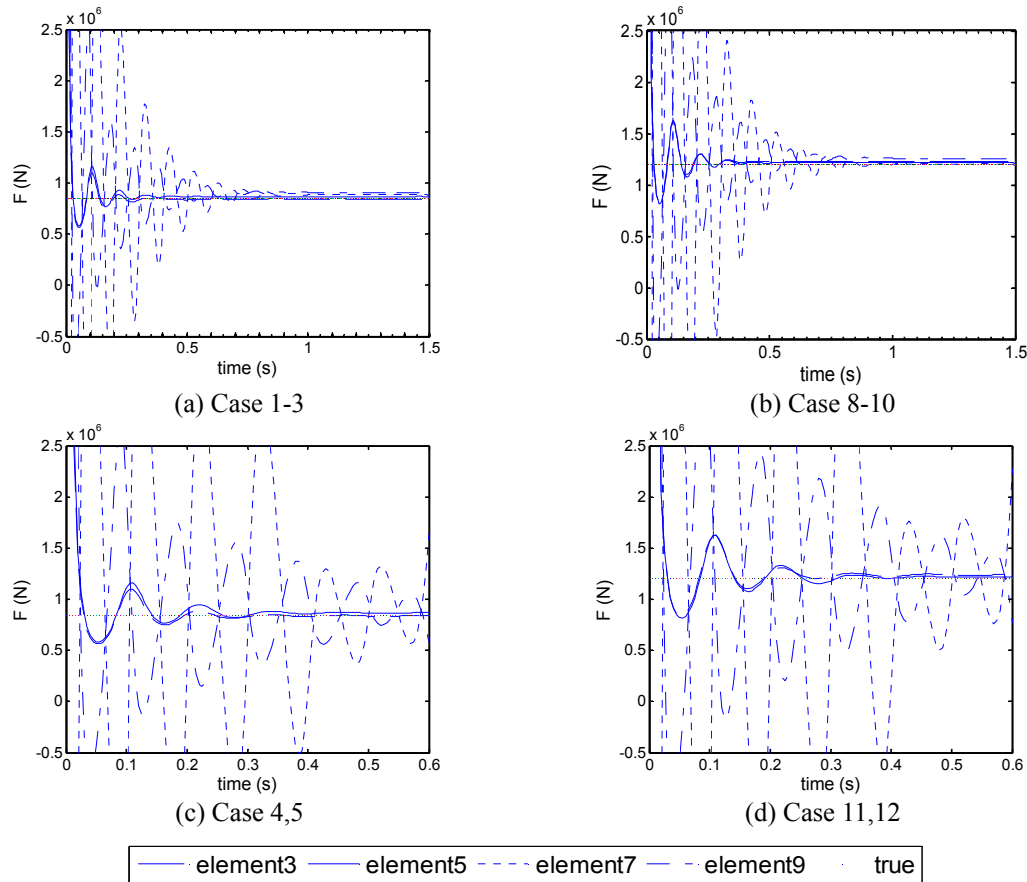 x 10^6
2.5
2
1.5
1
0.5
0
-0.5
F (N)
0 0.5 1 1.5
time (s)
(a) Case 1-3
x 10^6
2.5
2
1.5
1
0.5
0
-0.5
F (N)
0 0.5 1 1.5
time (s)
(b) Case 8-10
x 10^6
2.5
2
1.5
1
0.5
0
-0.5
F (N)
0 0.1 0.2 0.3 0.4 0.5 0.6
time (s)
(c) Case 4,5
x 10^6
2.5
2
1.5
1
0.5
0
-0.5
F (N)
0 0.1 0.2 0.3 0.4 0.5 0.6
time (s)
(d) Case 11,12
element3 element5 element7 element9 true